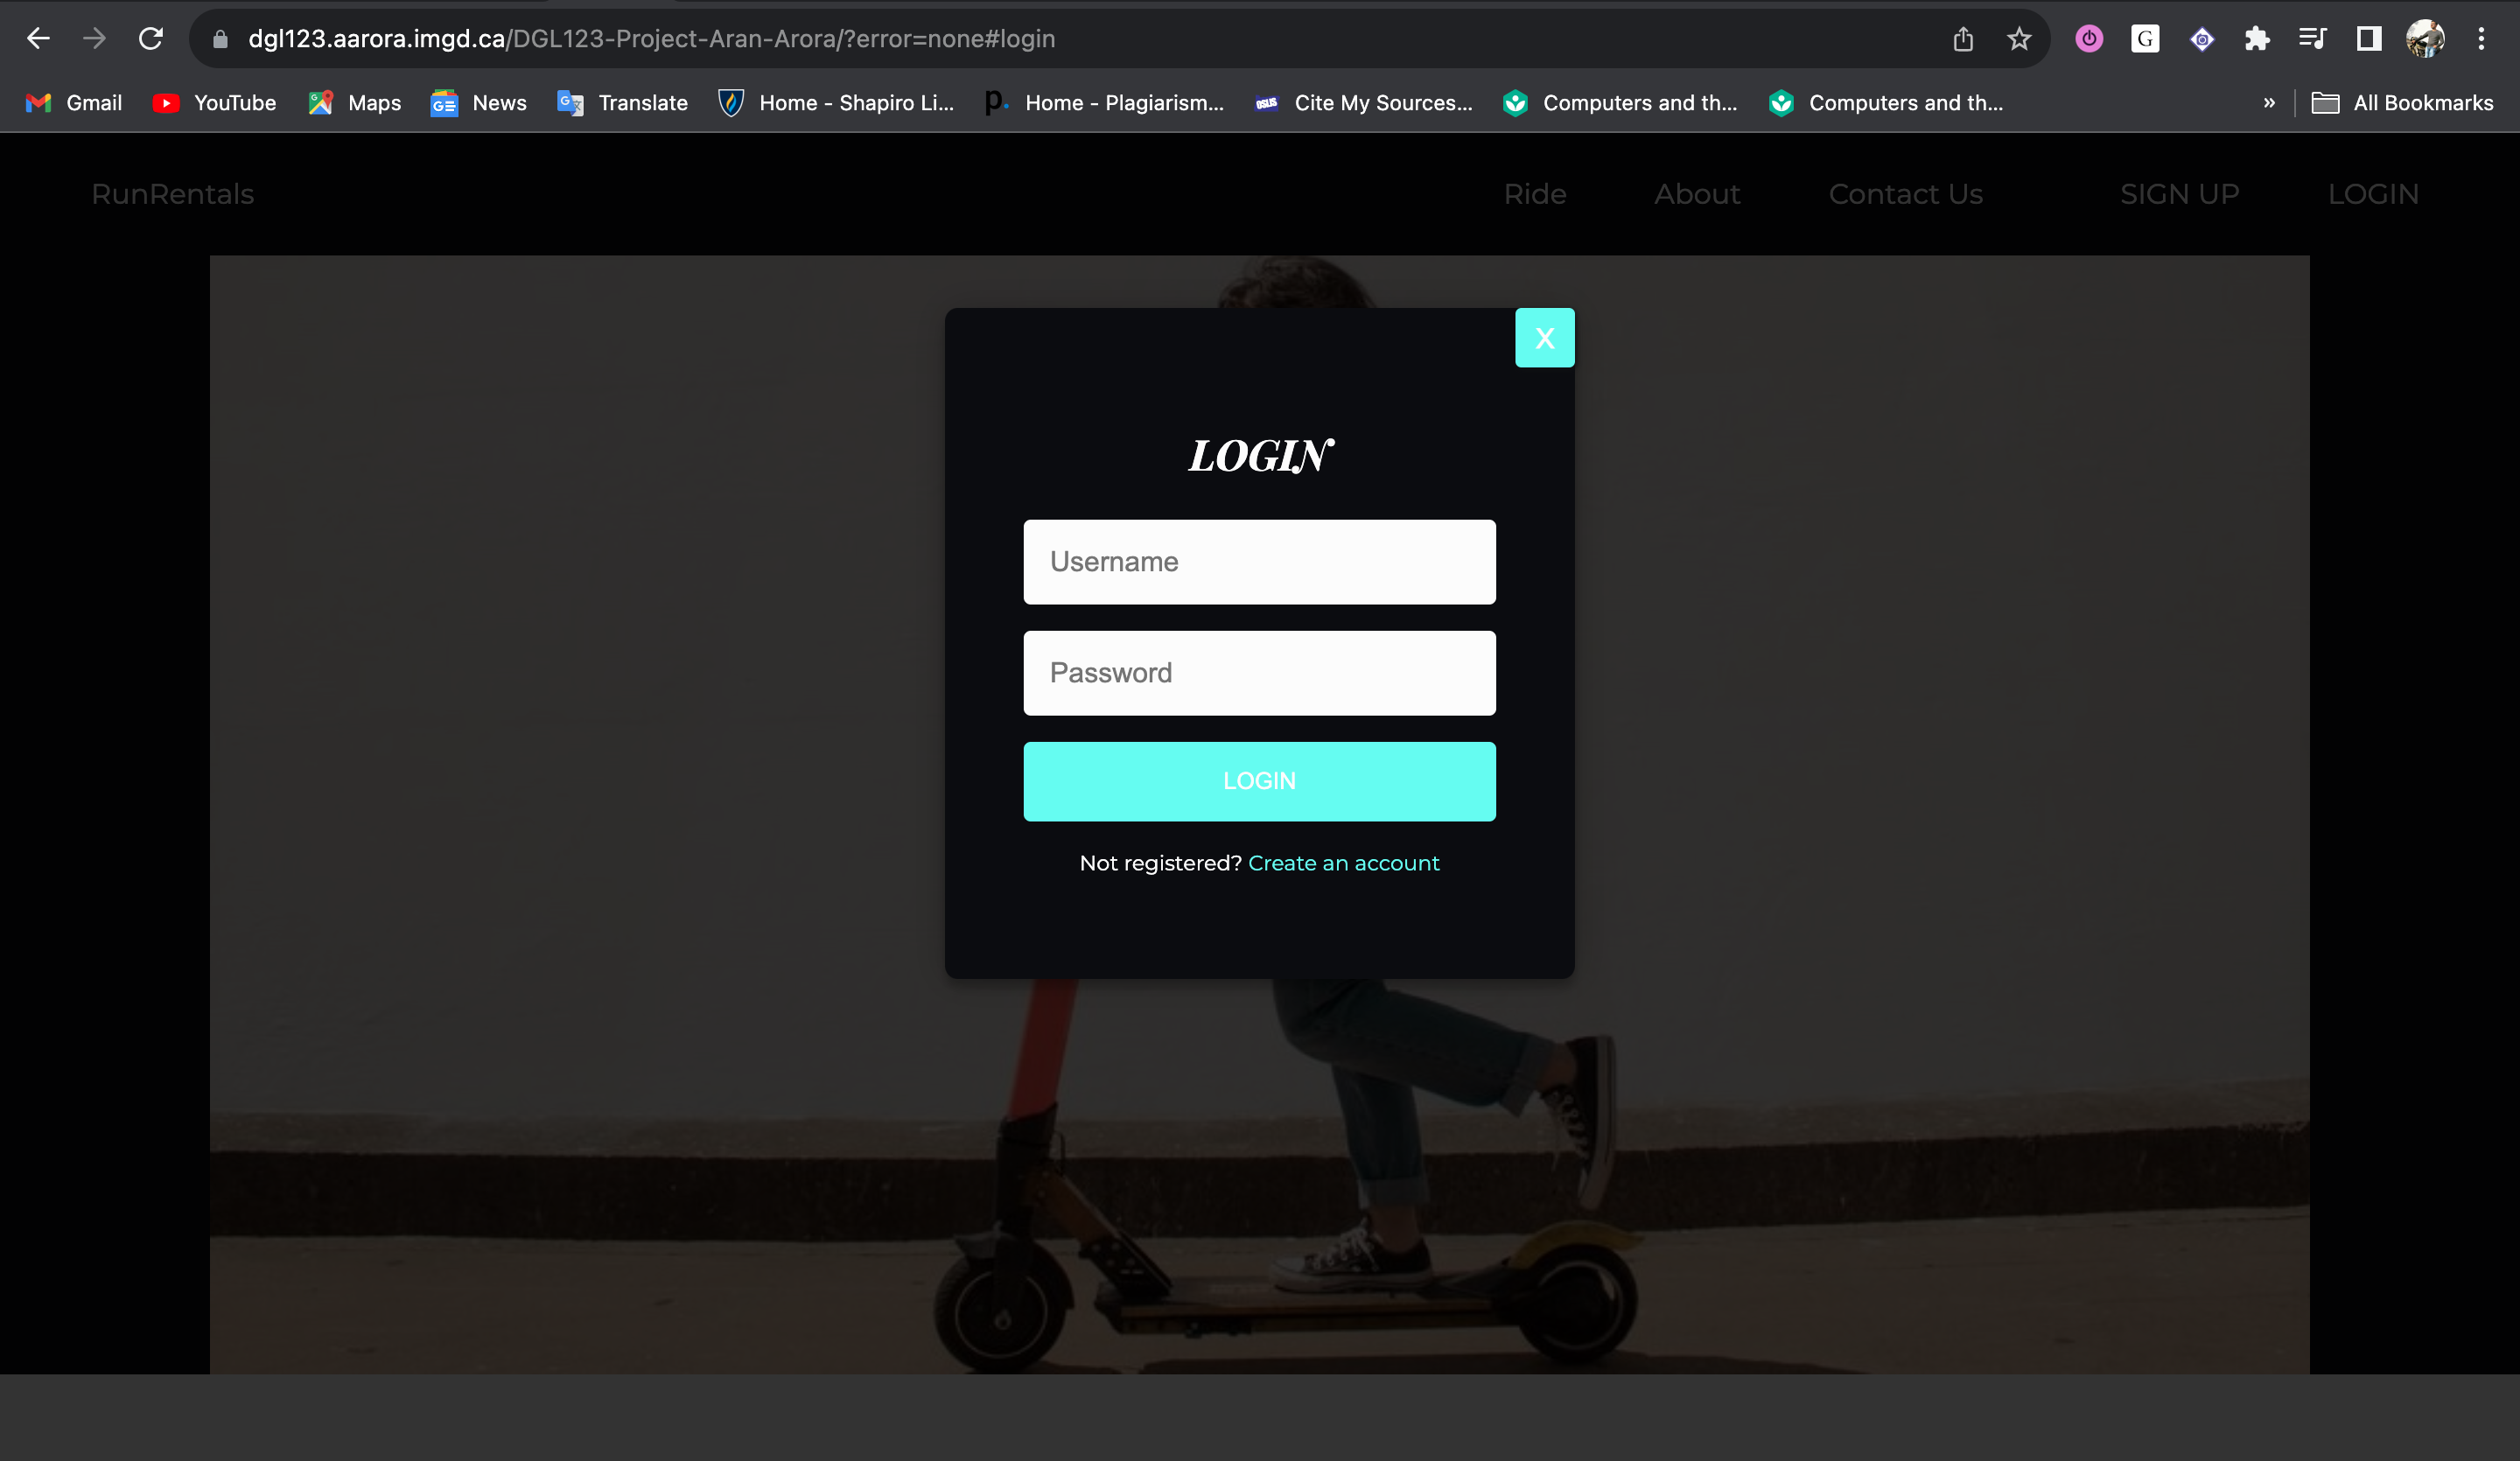 dgl123.aarora.imgd.ca/DGL123-Project-Aran-Arora/?error=none#login
G
Gmail YouTube Maps News Translate Home - Shapiro Li... Home - Plagiarism... Cite My Sources... Computers and th... Computers and th... » All Bookmarks
RunRentals Ride About Contact Us SIGN UP LOGIN
X
LOGIN
Username
Password
LOGIN
Not registered? Create an account